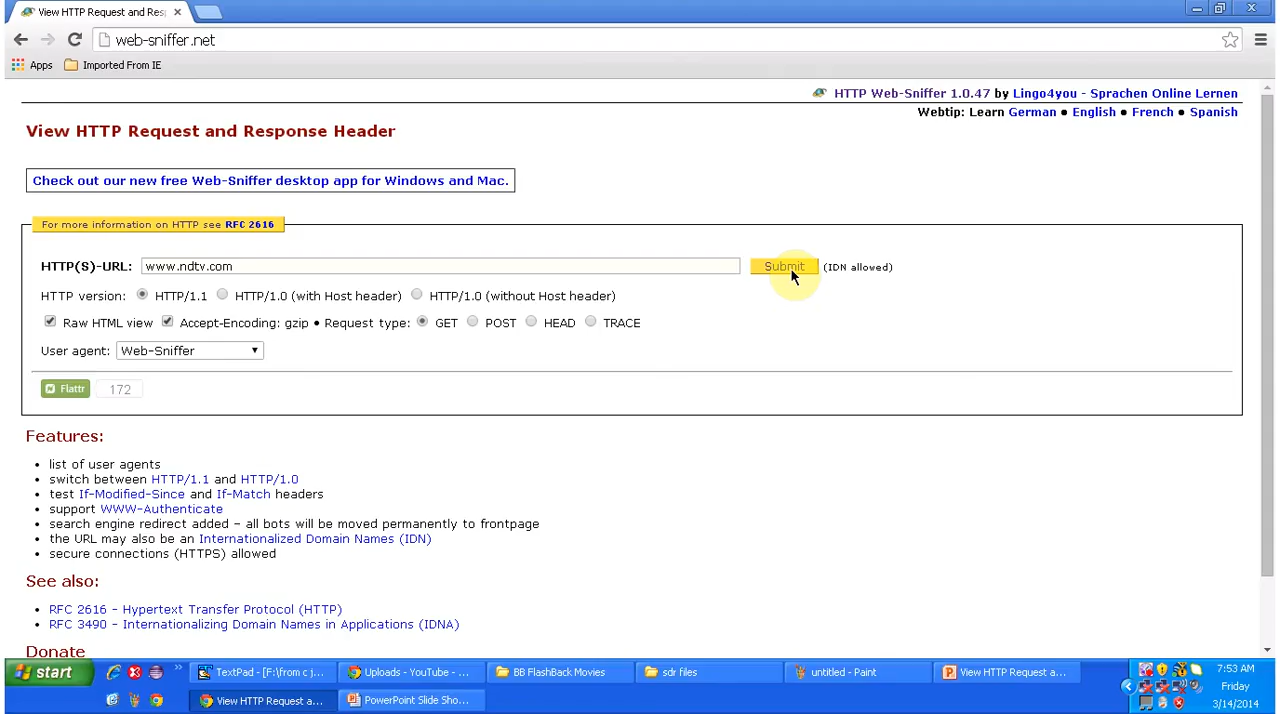 View HTTP Request and Resp
web-sniffer.net
Apps Imported From IE
HTTP Web-Sniffer 1.0.47 by Lingo4you - Sprachen Online Lernen
Webtip: Learn German ● English ● French ● Spanish
View HTTP Request and Response Header
Check out our new free Web-Sniffer desktop app for Windows and Mac.
For more information on HTTP see RFC 2616
HTTP(S)-URL: www.ndtv.com Submit (IDN allowed)
HTTP version: HTTP/1.1 HTTP/1.0 (with Host header) HTTP/1.0 (without Host header)
Raw HTML view Accept-Encoding: gzip • Request type: GET POST HEAD TRACE
User agent: Web-Sniffer
Flattr 172
Features:
• list of user agents
• switch between HTTP/1.1 and HTTP/1.0
• test If-Modified-Since and If-Match headers
• support WWW-Authenticate
• search engine redirect added – all bots will be moved permanently to frontpage
• the URL may also be an Internationalized Domain Names (IDN)
• secure connections (HTTPS) allowed
See also:
• RFC 2616 - Hypertext Transfer Protocol (HTTP)
• RFC 3490 - Internationalizing Domain Names in Applications (IDNA)
Donate
start TextPad - [F:\from c j... Uploads - YouTube - ... BB FlashBack Movies sdr files untitled - Paint View HTTP Request a... 7:53 AM
Friday
View HTTP Request a... PowerPoint Slide Sho... 3/14/2014